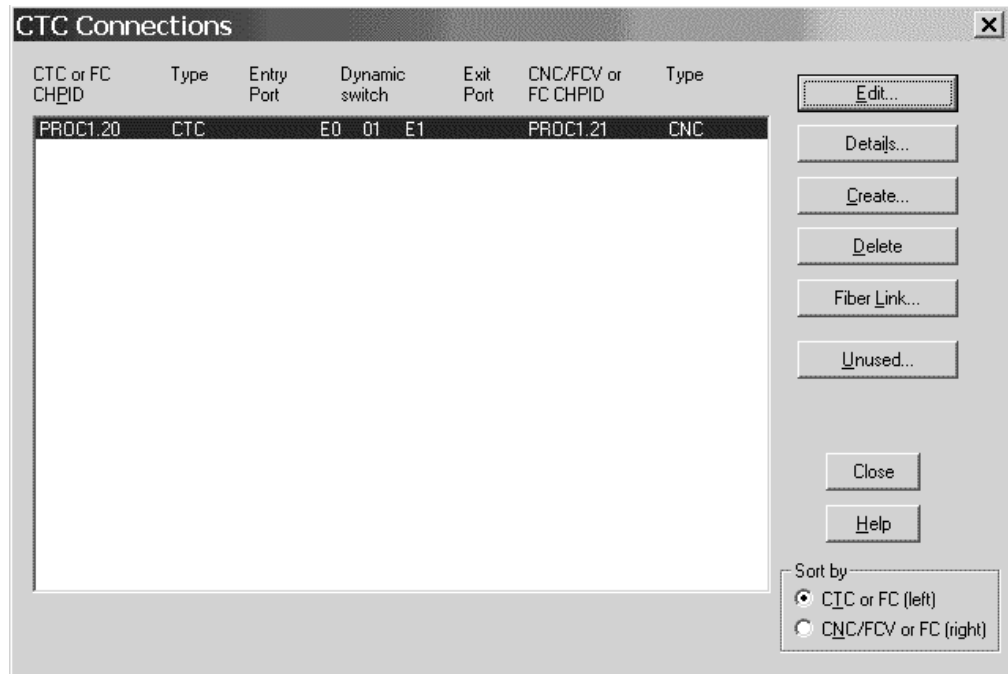 CTC Connections
CTC or FC Type Entry Dynamic Exit CNC/FCV or Type
CHPID Port switch Port FC CHPID
PROC1.20 CTC E0 01 E1 PROC1.21 CNC
Edit...
Details...
Create...
Delete
Fiber Link...
Unused...
Close
Help
Sort by
CTC or FC (left)
CNC/FCV or FC (right)